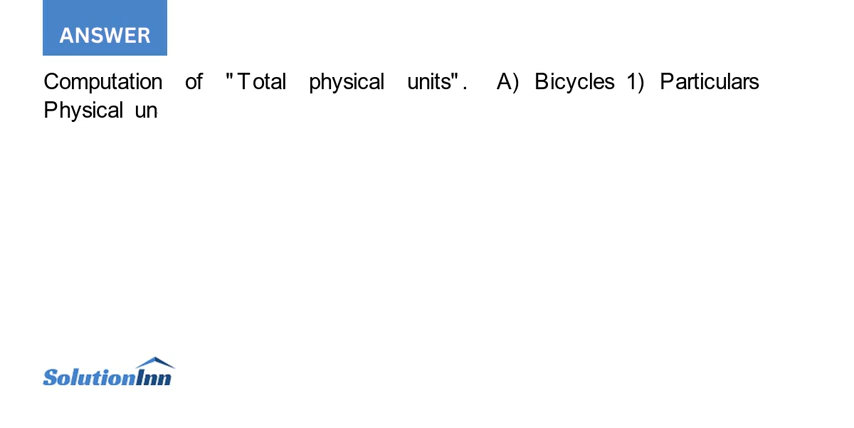 ANSWER
Computation of "Total physical units". A) Bicycles 1) Particulars
Physical un
SolutionInn